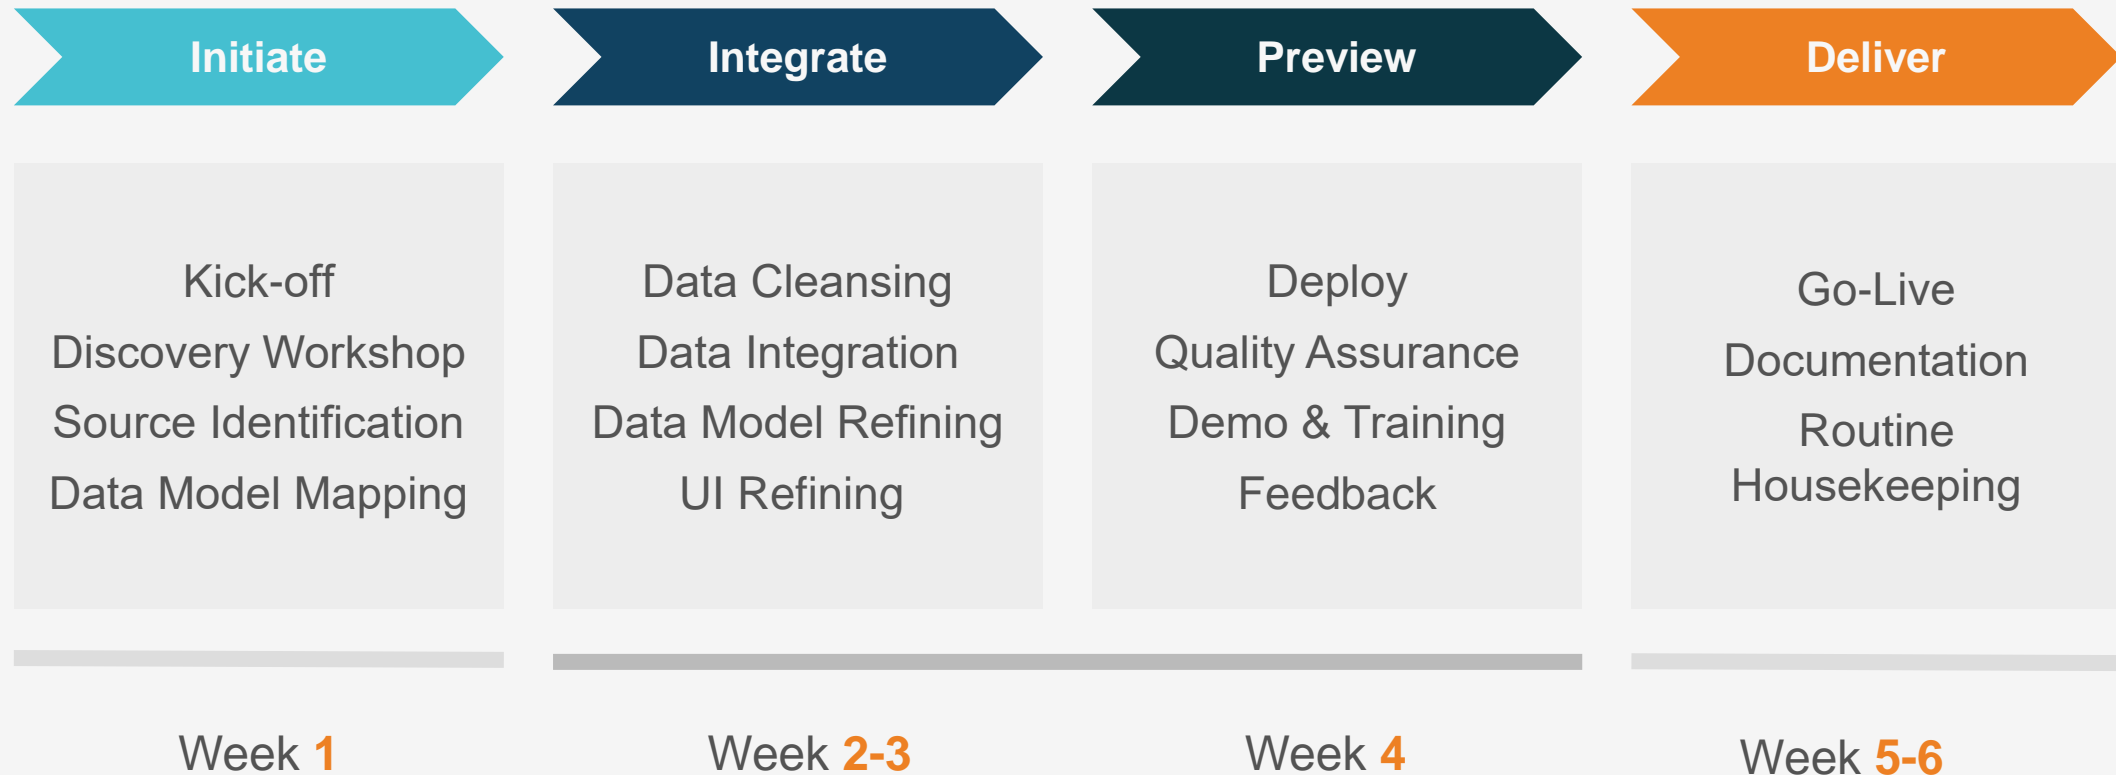 Initiate
Integrate
Preview
Deliver
Kick-off
Discovery Workshop
Source Identification
Data Model Mapping
Data Cleansing
Data Integration
Data Model Refining
UI Refining
Deploy
Quality Assurance
Demo & Training
Feedback
Go-Live
Documentation
Routine
Housekeeping
Week 1
Week 2-3
Week 4
Week 5-6